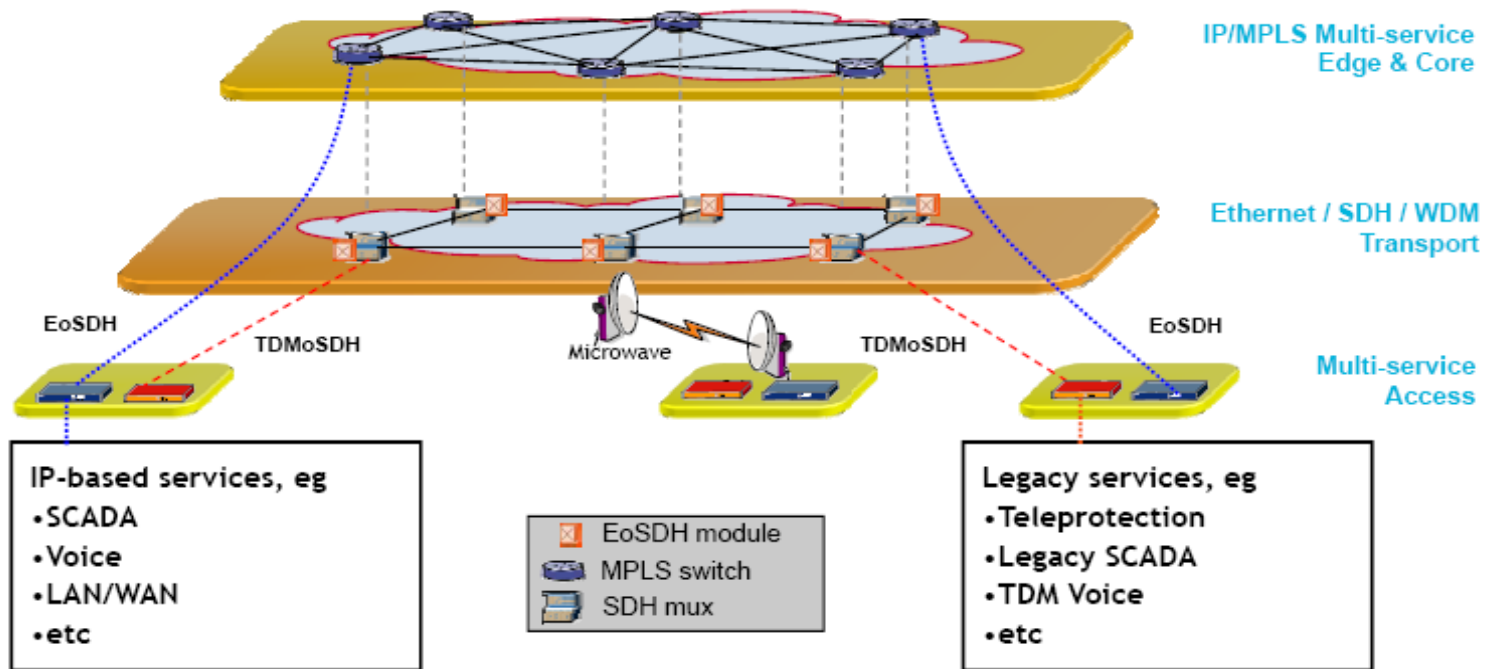 IP/MPLS Multi-service
Edge & Core
Ethernet / SDH / WDM
Transport
EoSDH
TDMoSDH
Microwave
TDMoSDH
EoSDH
Multi-service
Access
IP-based services, eg
•SCADA
•Voice
•LAN/WAN
•etc
EoSDH module
MPLS switch
SDH mux
Legacy services, eg
•Teleprotection
•Legacy SCADA
•TDM Voice
•etc